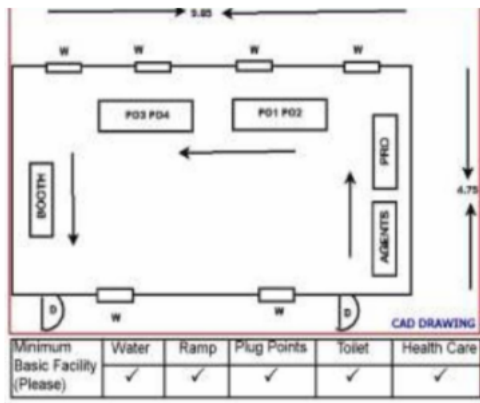 9.85
W W W W
PO3 PO4 PO1 PO2
PRO
BOOTH
4.75
AGENTS
D W W D
CAD DRAWING
Minimum Water Ramp Plug Points Toilet Health Care
Basic Facility ✓ ✓ ✓ ✓ ✓
(Please)